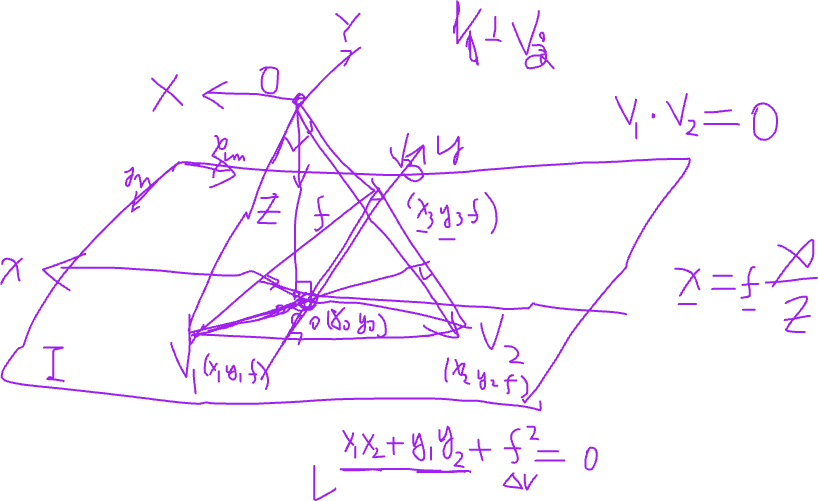 Y
V₁ ⊥ V₂
O
X
V₁ · V₂ = 0
y
Z
f
(x₃ y₃ f)
x
x = f X/Z
o (x₀ y₀)
V₁ (x₁ y₁ f)
V₂
(x₂ y₂ f)
I
x₁x₂ + y₁y₂ + f² = 0